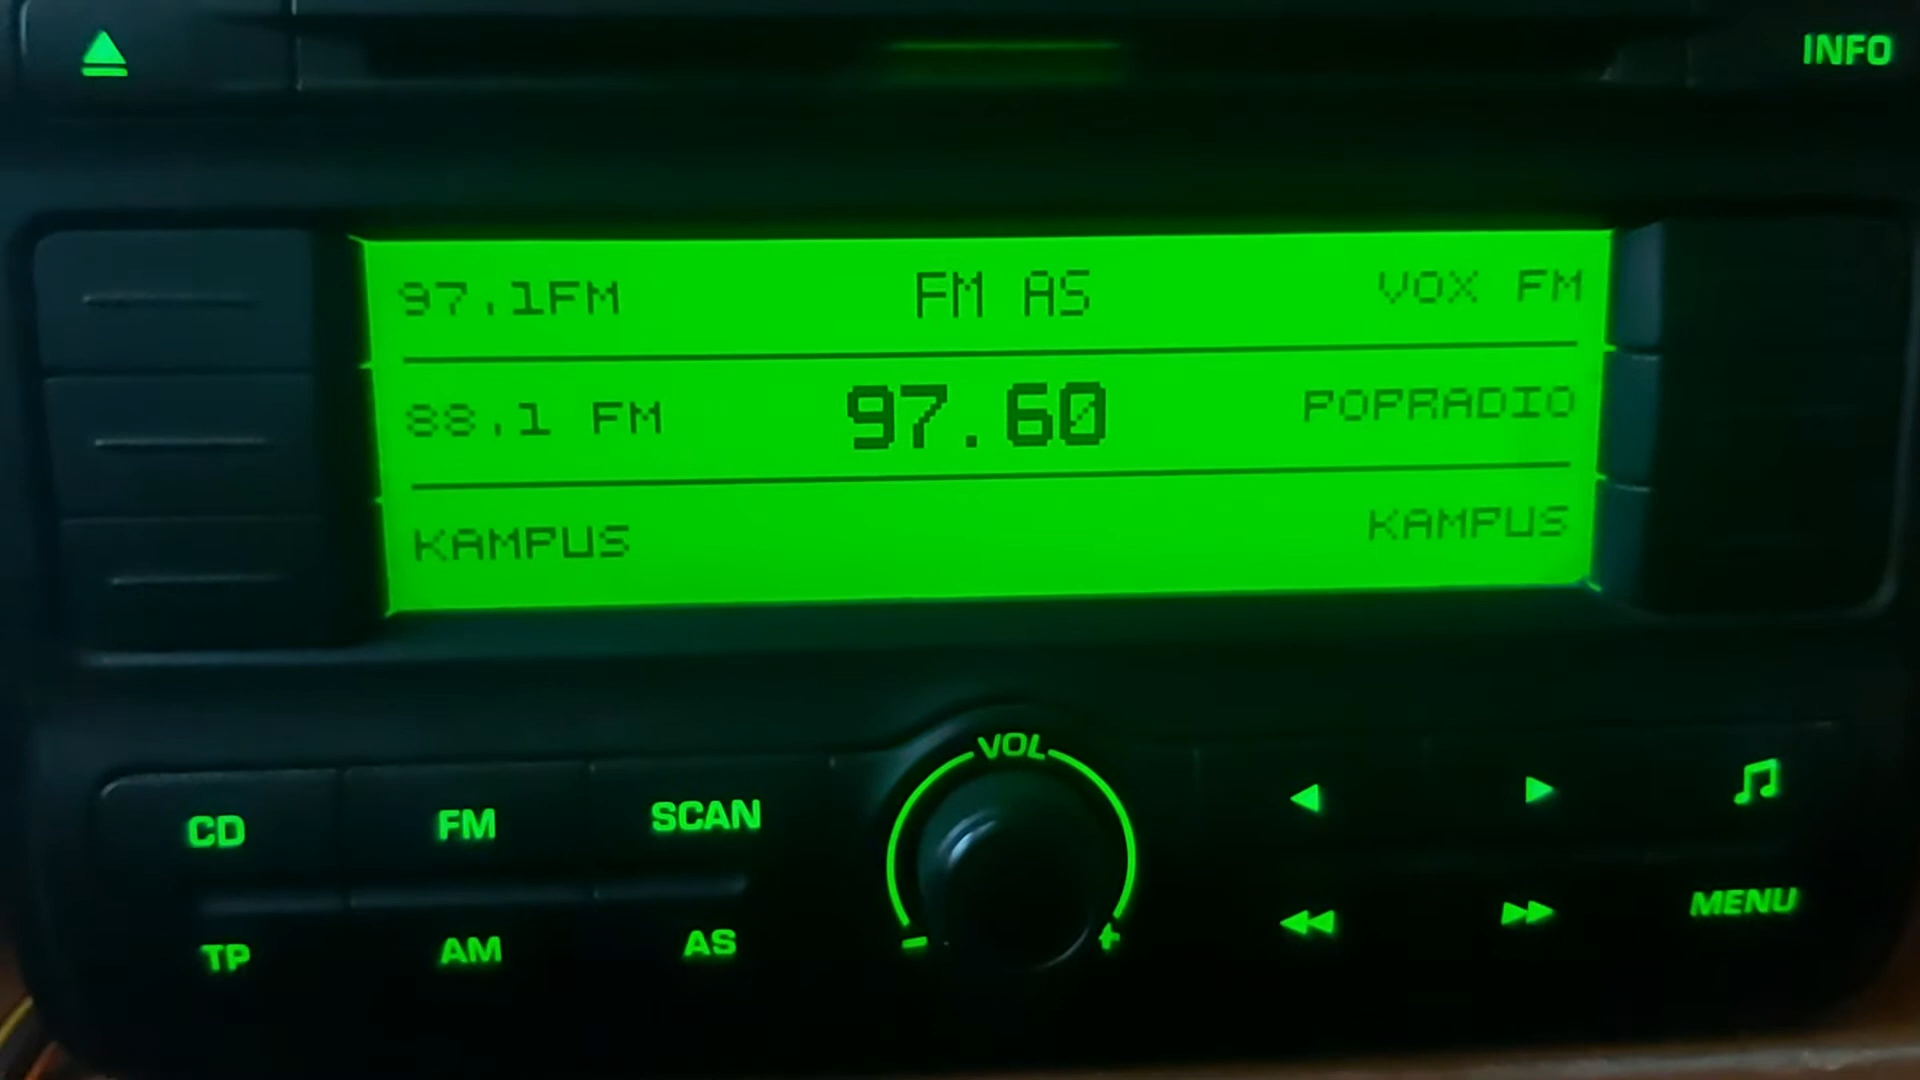 INFO
97.1FM FM AS VOX FM
88.1 FM 97.60 POPRADIO
KAMPUS KAMPUS
VOL
CD FM SCAN
- +
TP AM AS MENU